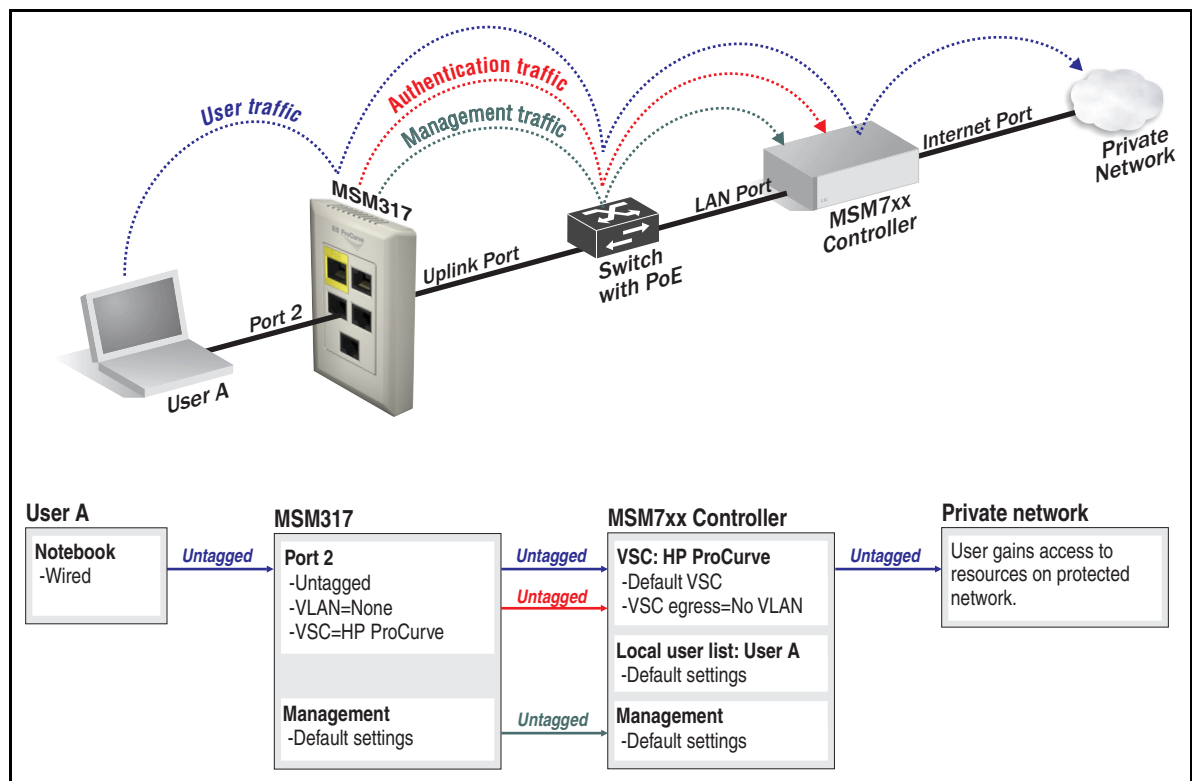 User traffic
Authentication traffic
Management traffic
MSM317
ProCurve
Internet Port
Private
Network
LAN Port
MSM7xx
Controller
Uplink Port
Switch
with PoE
Port 2
User A
User A
Notebook
-Wired
Untagged
MSM317
Port 2
-Untagged
-VLAN=None
-VSC=HP ProCurve
Management
-Default settings
Untagged
Untagged
Untagged
MSM7xx Controller
VSC: HP ProCurve
-Default VSC
-VSC egress=No VLAN
Local user list: User A
-Default settings
Management
-Default settings
Untagged
Private network
User gains access to
resources on protected
network.